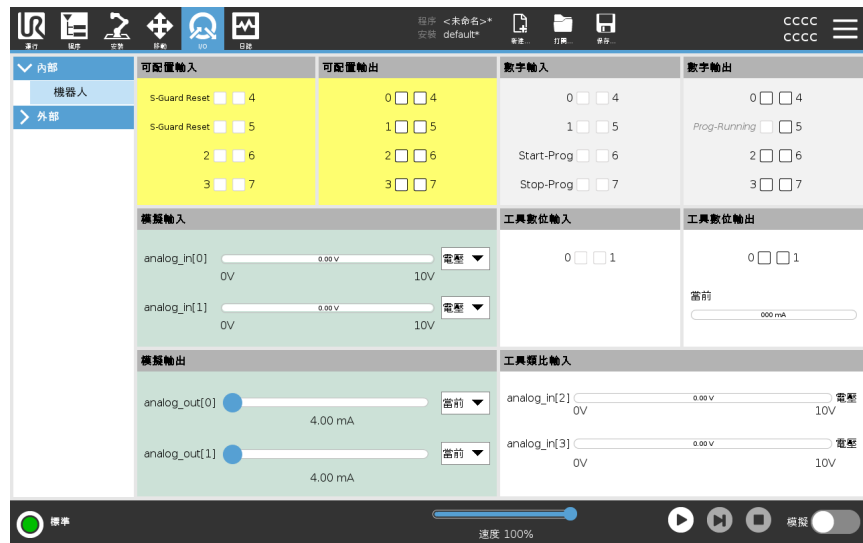 UR
運行 程序 安裝 移動 I/O 日誌
程序 <未命名>*
安裝 default*
新建... 打開... 保存...
cccc
cccc
內部
機器人
外部
可配置輸入
S-Guard Reset 4
S-Guard Reset 5
2 6
3 7
可配置輸出
0 4
1 5
2 6
3 7
數字輸入
0 4
1 5
Start-Prog 6
Stop-Prog 7
數字輸出
0 4
Prog-Running 5
2 6
3 7
模擬輸入
analog_in[0] 0.00 V 電壓
0V 10V
analog_in[1] 0.00 V 電壓
0V 10V
工具數位輸入
0 1
工具數位輸出
0 1
當前
000 mA
模擬輸出
analog_out[0] 當前
4.00 mA
analog_out[1] 當前
4.00 mA
工具類比輸入
analog_in[2] 0.00 V 電壓
0V 10V
analog_in[3] 0.00 V 電壓
0V 10V
標準
速度 100%
模擬